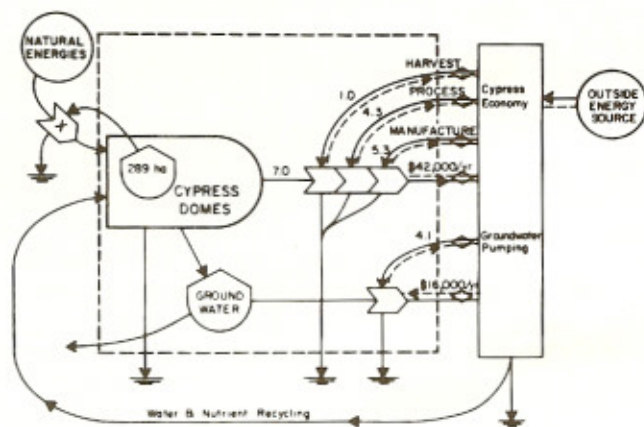 NATURAL
ENERGIES
X
289 ha
CYPRESS
DOMES
7.0
HARVEST
1.0
PROCESS
4.3
MANUFACTURE
5.3
$42,000/yr
Cypress
Economy
OUTSIDE
ENERGY
SOURCE
Groundwater
Pumping
4.1
$16,000/yr
GROUND
WATER
Water & Nutrient Recycling